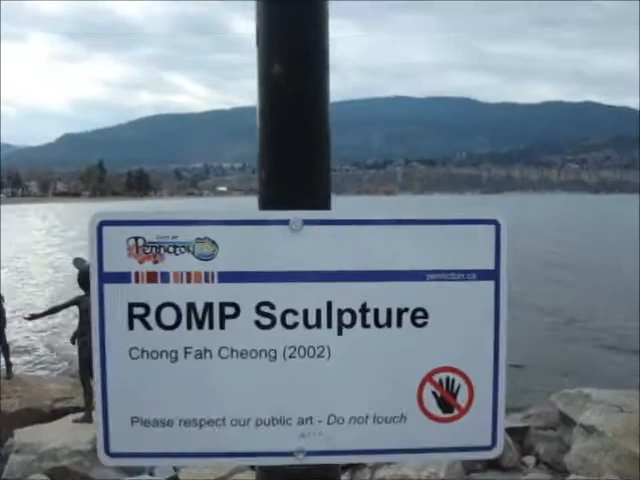 Penticton
penticton.ca
ROMP Sculpture
Chong Fah Cheong (2002)
Please respect our public art - Do not touch